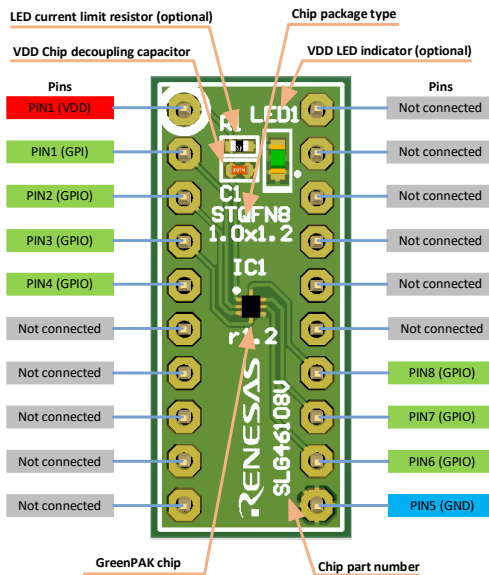 LED current limit resistor (optional)
Chip package type
VDD Chip decoupling capacitor
VDD LED indicator (optional)
Pins
Pins
PIN1 (VDD)
Not connected
PIN1 (GPI)
Not connected
PIN2 (GPIO)
Not connected
PIN3 (GPIO)
Not connected
PIN4 (GPIO)
Not connected
Not connected
Not connected
Not connected
PIN8 (GPIO)
Not connected
PIN7 (GPIO)
Not connected
PIN6 (GPIO)
Not connected
PIN5 (GND)
R1
LED1
C1
STQFN8
1.0x1.2
IC1
r1.2
RENESAS
SLG46108V
GreenPAK chip
Chip part number